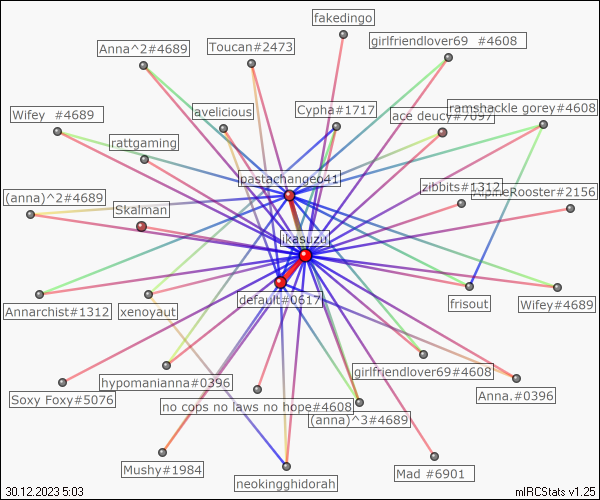 fakedingo
girlfriendlover69 #4608
Anna^2#4689
Toucan#2473
Wifey #4689
avelicious
Cypha#1717
ace deucy#7097
ramshackle gorey#4608
rattgaming
pastachangeo41
zibbits#1312
AlpineRooster#2156
(anna)^2#4689
Skalman
ikasuzu
default#0617
Annarchist#1312
xenoyaut
frisout
Wifey#4689
hypomanianna#0396
girlfriendlover69#4608
Soxy Foxy#5076
no cops no laws no hope#4608
Anna.#0396
(anna)^3#4689
Mushy#1984
neokingghidorah
Mad #6901
30.12.2023 5:03
mIRCStats v1.25